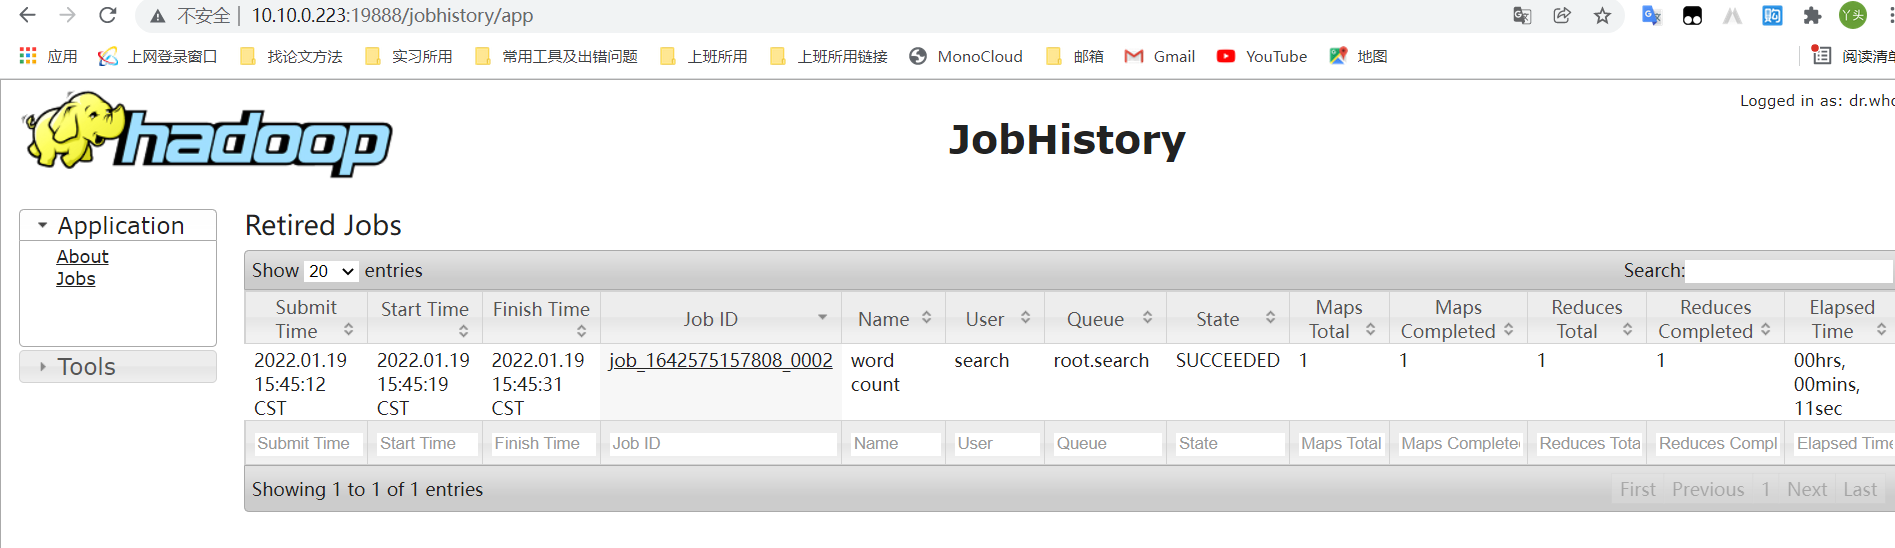 不安全 | 10.10.0.223:19888/jobhistory/app
应用 上网登录窗口 找论文方法 实习所用 常用工具及出错问题 上班所用 上班所用链接 MonoCloud 邮箱 Gmail YouTube 地图 阅读清单
购 丫头
Logged in as: dr.who
hadoop
JobHistory
Application
About
Jobs
Tools
Retired Jobs
Show 20 entries Search:
Submit Time Start Time Finish Time Job ID Name User Queue State Maps Total Maps Completed Reduces Total Reduces Completed Elapsed Time
2022.01.19 15:45:12 CST 2022.01.19 15:45:19 CST 2022.01.19 15:45:31 CST job_1642575157808_0002 word count search root.search SUCCEEDED 1 1 1 1 00hrs, 00mins, 11sec
Submit Time Start Time Finish Time Job ID Name User Queue State Maps Total Maps Complete Reduces Tota Reduces Compl Elapsed Time
Showing 1 to 1 of 1 entries First Previous 1 Next Last